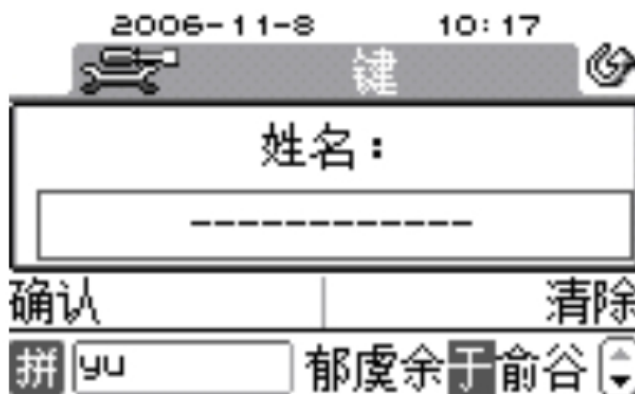 2006-11-8 10:17
键
姓名：
------------
确认 清除
拼 yu 郁虞余于俞谷